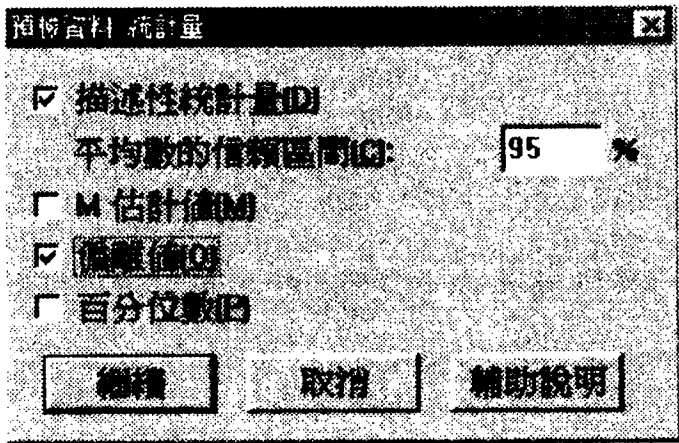 預檢資料 統計量
描述性統計量(D)
平均數的信賴區間(C): 95 %
M 估計值(M)
偏離值(O)
百分位數(P)
繼續 取消 輔助說明